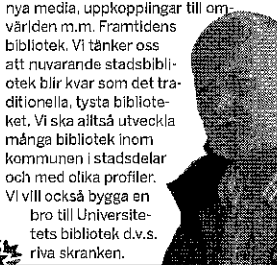 nya media, uppkopplingar till om-
världen m.m. Framtidens
bibliotek. Vi tänker oss
att nuvarande stadsbibli-
otek blir kvar som det tra-
ditionella, tysta bibliote-
ket. Vi ska alltså utveckla
många bibliotek inom
kommunen i stadsdelar
och med olika profiler.
Vi vill också bygga en
bro till Universite-
tets bibliotek d.v.s.
riva skranken.